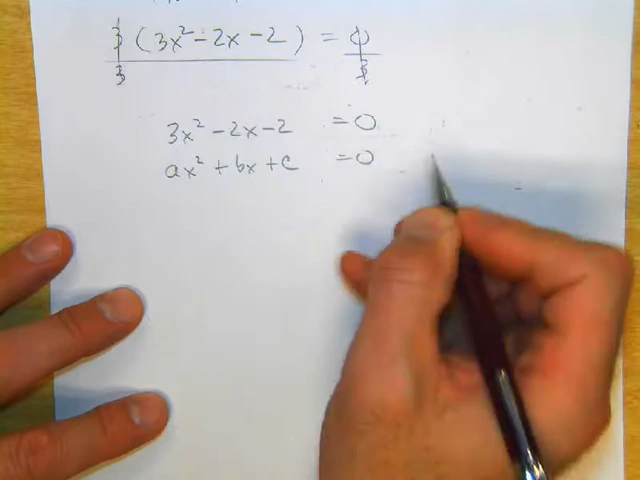 3 (3x² - 2x - 2) = 0
3 3
3x² - 2x - 2 = 0
ax² + bx + c = 0